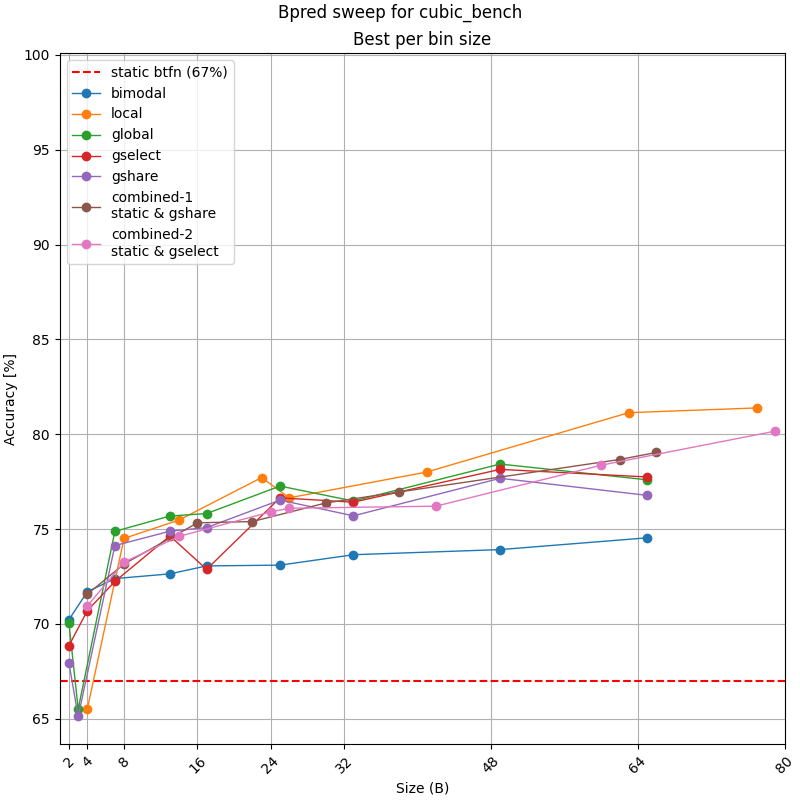 Bpred sweep for cubic_bench
Best per bin size
100
95
90
85
80
75
70
65
Accuracy [%]
static btfn (67%)
bimodal
local
global
gselect
gshare
combined-1
static & gshare
combined-2
static & gselect
2
4
8
16
24
32
48
64
80
Size (B)